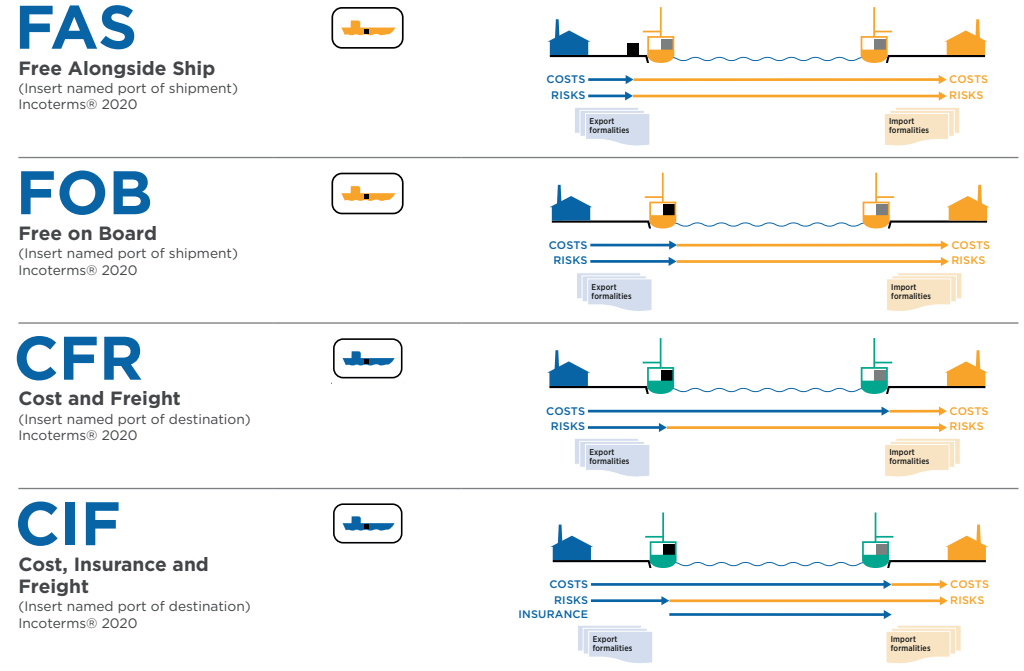 FAS
Free Alongside Ship
(Insert named port of shipment)
Incoterms® 2020
COSTS COSTS
RISKS RISKS
Export
formalities
Import
formalities
FOB
Free on Board
(Insert named port of shipment)
Incoterms® 2020
COSTS COSTS
RISKS RISKS
Export
formalities
Import
formalities
CFR
Cost and Freight
(Insert named port of destination)
Incoterms® 2020
COSTS COSTS
RISKS RISKS
Export
formalities
Import
formalities
CIF
Cost, Insurance and
Freight
(Insert named port of destination)
Incoterms® 2020
COSTS COSTS
RISKS RISKS
INSURANCE
Export
formalities
Import
formalities